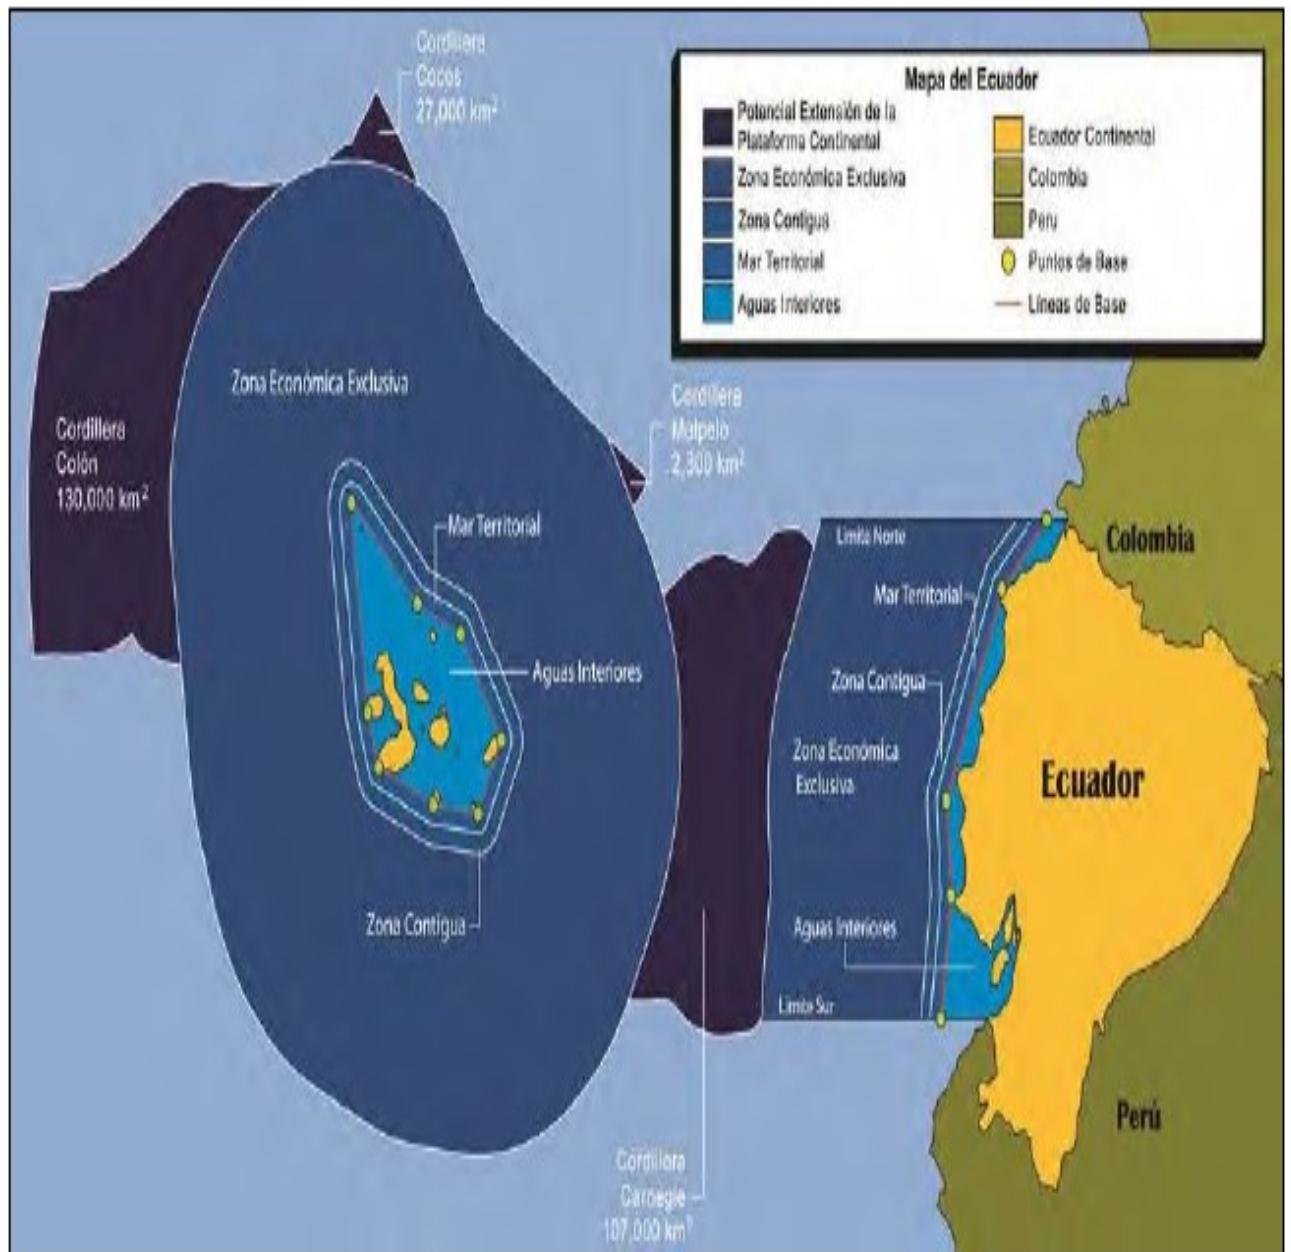 Cordillera
Cocos
27,000 km²
Mapa del Ecuador
Potencial Extensión de la
Plataforma Continental
Zona Económica Exclusiva
Zona Contigua
Mar Territorial
Aguas Interiores
Ecuador Continental
Colombia
Peru
Puntos de Base
Líneas de Base
Zona Económica Exclusiva
Cordillera
Malpelo
2,300 km²
Cordillera
Colón
130,000 km²
Mar Territorial
Aguas Interiores
Zona Contigua
Limite Norte
Mar Territorial
Zona Contigua
Zona Económica
Exclusiva
Aguas Interiores
Limite Sur
Colombia
Ecuador
Perú
Cordillera
Carnegie
107,000 km²